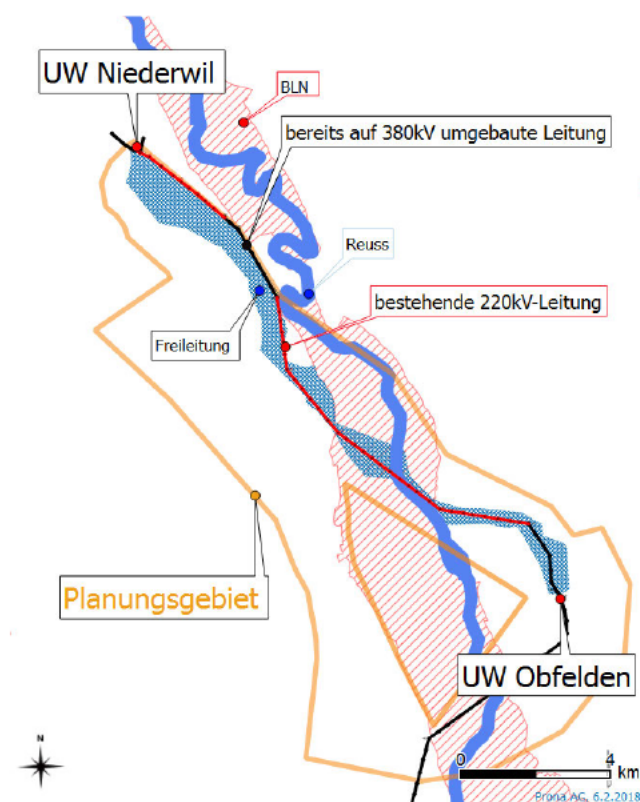 UW Niederwil
BLN
bereits auf 380kV umgebaute Leitung
Reuss
bestehende 220kV-Leitung
Freileitung
Planungsgebiet
UW Obfelden
N
0
4
km
Prona AG, 6.2.2018